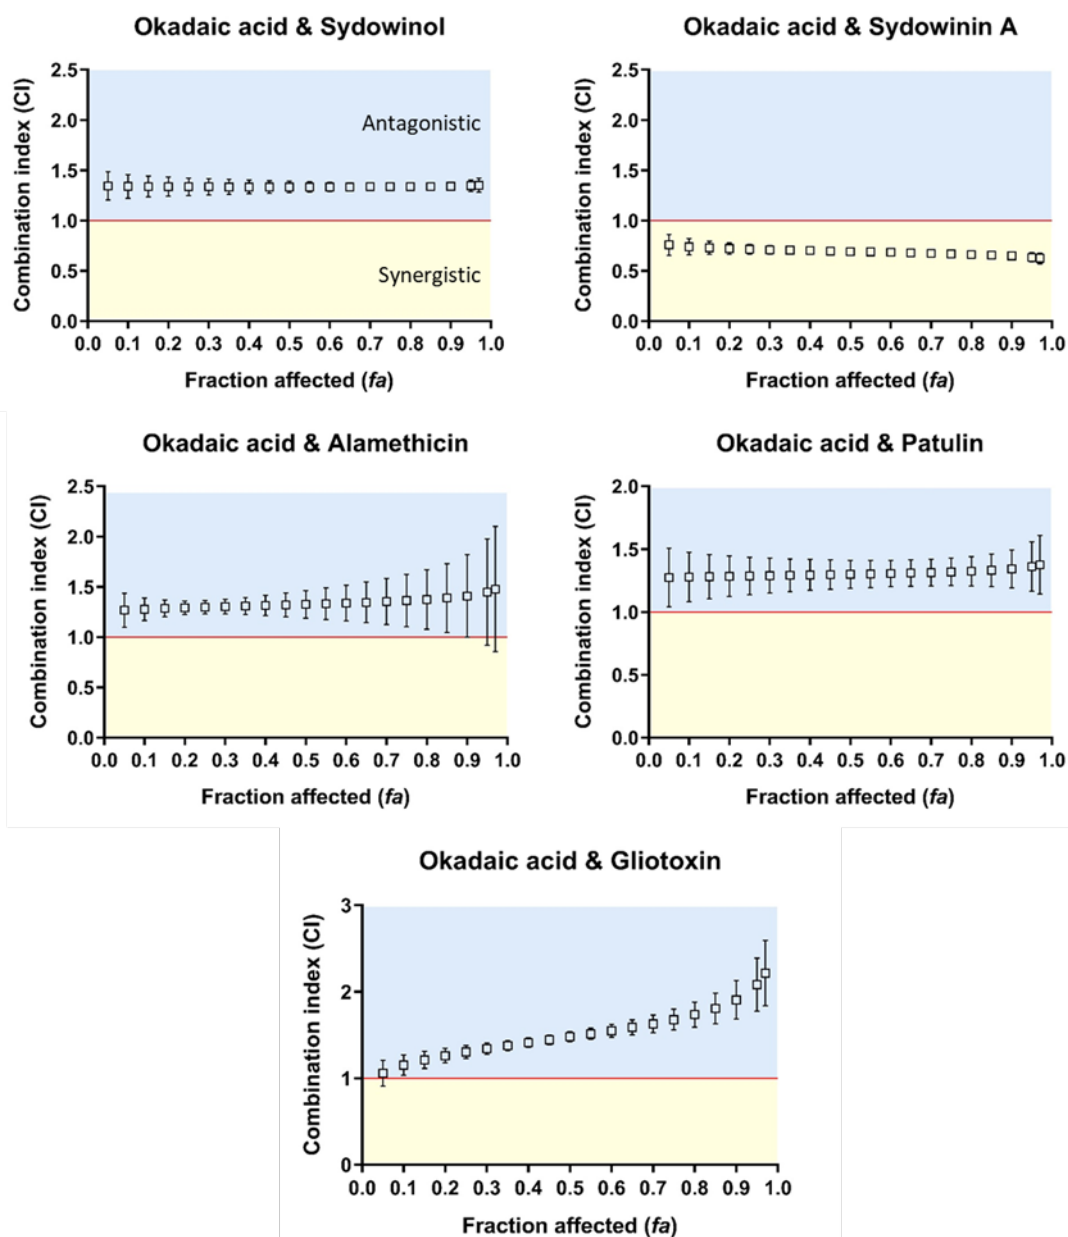 Okadaic acid & Sydowinol
Combination index (CI)
2.5
2.0
1.5
1.0
0.5
0.0
Antagonistic
Synergistic
0.0 0.1 0.2 0.3 0.4 0.5 0.6 0.7 0.8 0.9 1.0
Fraction affected (fa)
Okadaic acid & Sydowinin A
Combination index (CI)
2.5
2.0
1.5
1.0
0.5
0.0
0.0 0.1 0.2 0.3 0.4 0.5 0.6 0.7 0.8 0.9 1.0
Fraction affected (fa)
Okadaic acid & Alamethicin
Combination index (CI)
2.5
2.0
1.5
1.0
0.5
0.0
0.0 0.1 0.2 0.3 0.4 0.5 0.6 0.7 0.8 0.9 1.0
Fraction affected (fa)
Okadaic acid & Patulin
Combination index (CI)
2.0
1.5
1.0
0.5
0.0
0.0 0.1 0.2 0.3 0.4 0.5 0.6 0.7 0.8 0.9 1.0
Fraction affected (fa)
Okadaic acid & Gliotoxin
Combination index (CI)
3
2
1
0
0.0 0.1 0.2 0.3 0.4 0.5 0.6 0.7 0.8 0.9 1.0
Fraction affected (fa)